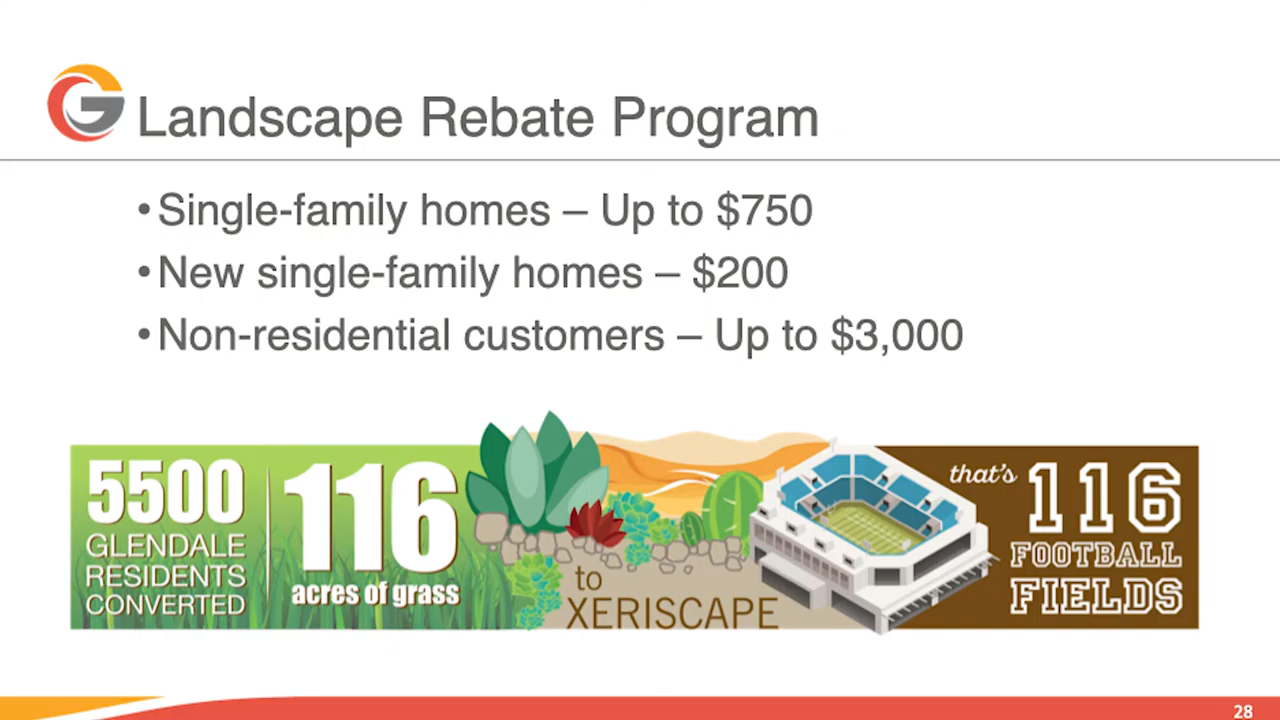 Landscape Rebate Program
•Single-family homes – Up to $750
•New single-family homes – $200
•Non-residential customers – Up to $3,000
5500
GLENDALE
RESIDENTS
CONVERTED
116
acres of grass
to
XERISCAPE
that's
116
FOOTBALL
FIELDS
28